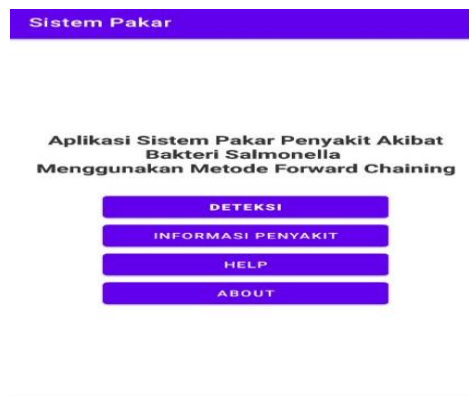 Sistem Pakar
Aplikasi Sistem Pakar Penyakit Akibat
Bakteri Salmonella
Menggunakan Metode Forward Chaining
DETEKSI
INFORMASI PENYAKIT
HELP
ABOUT